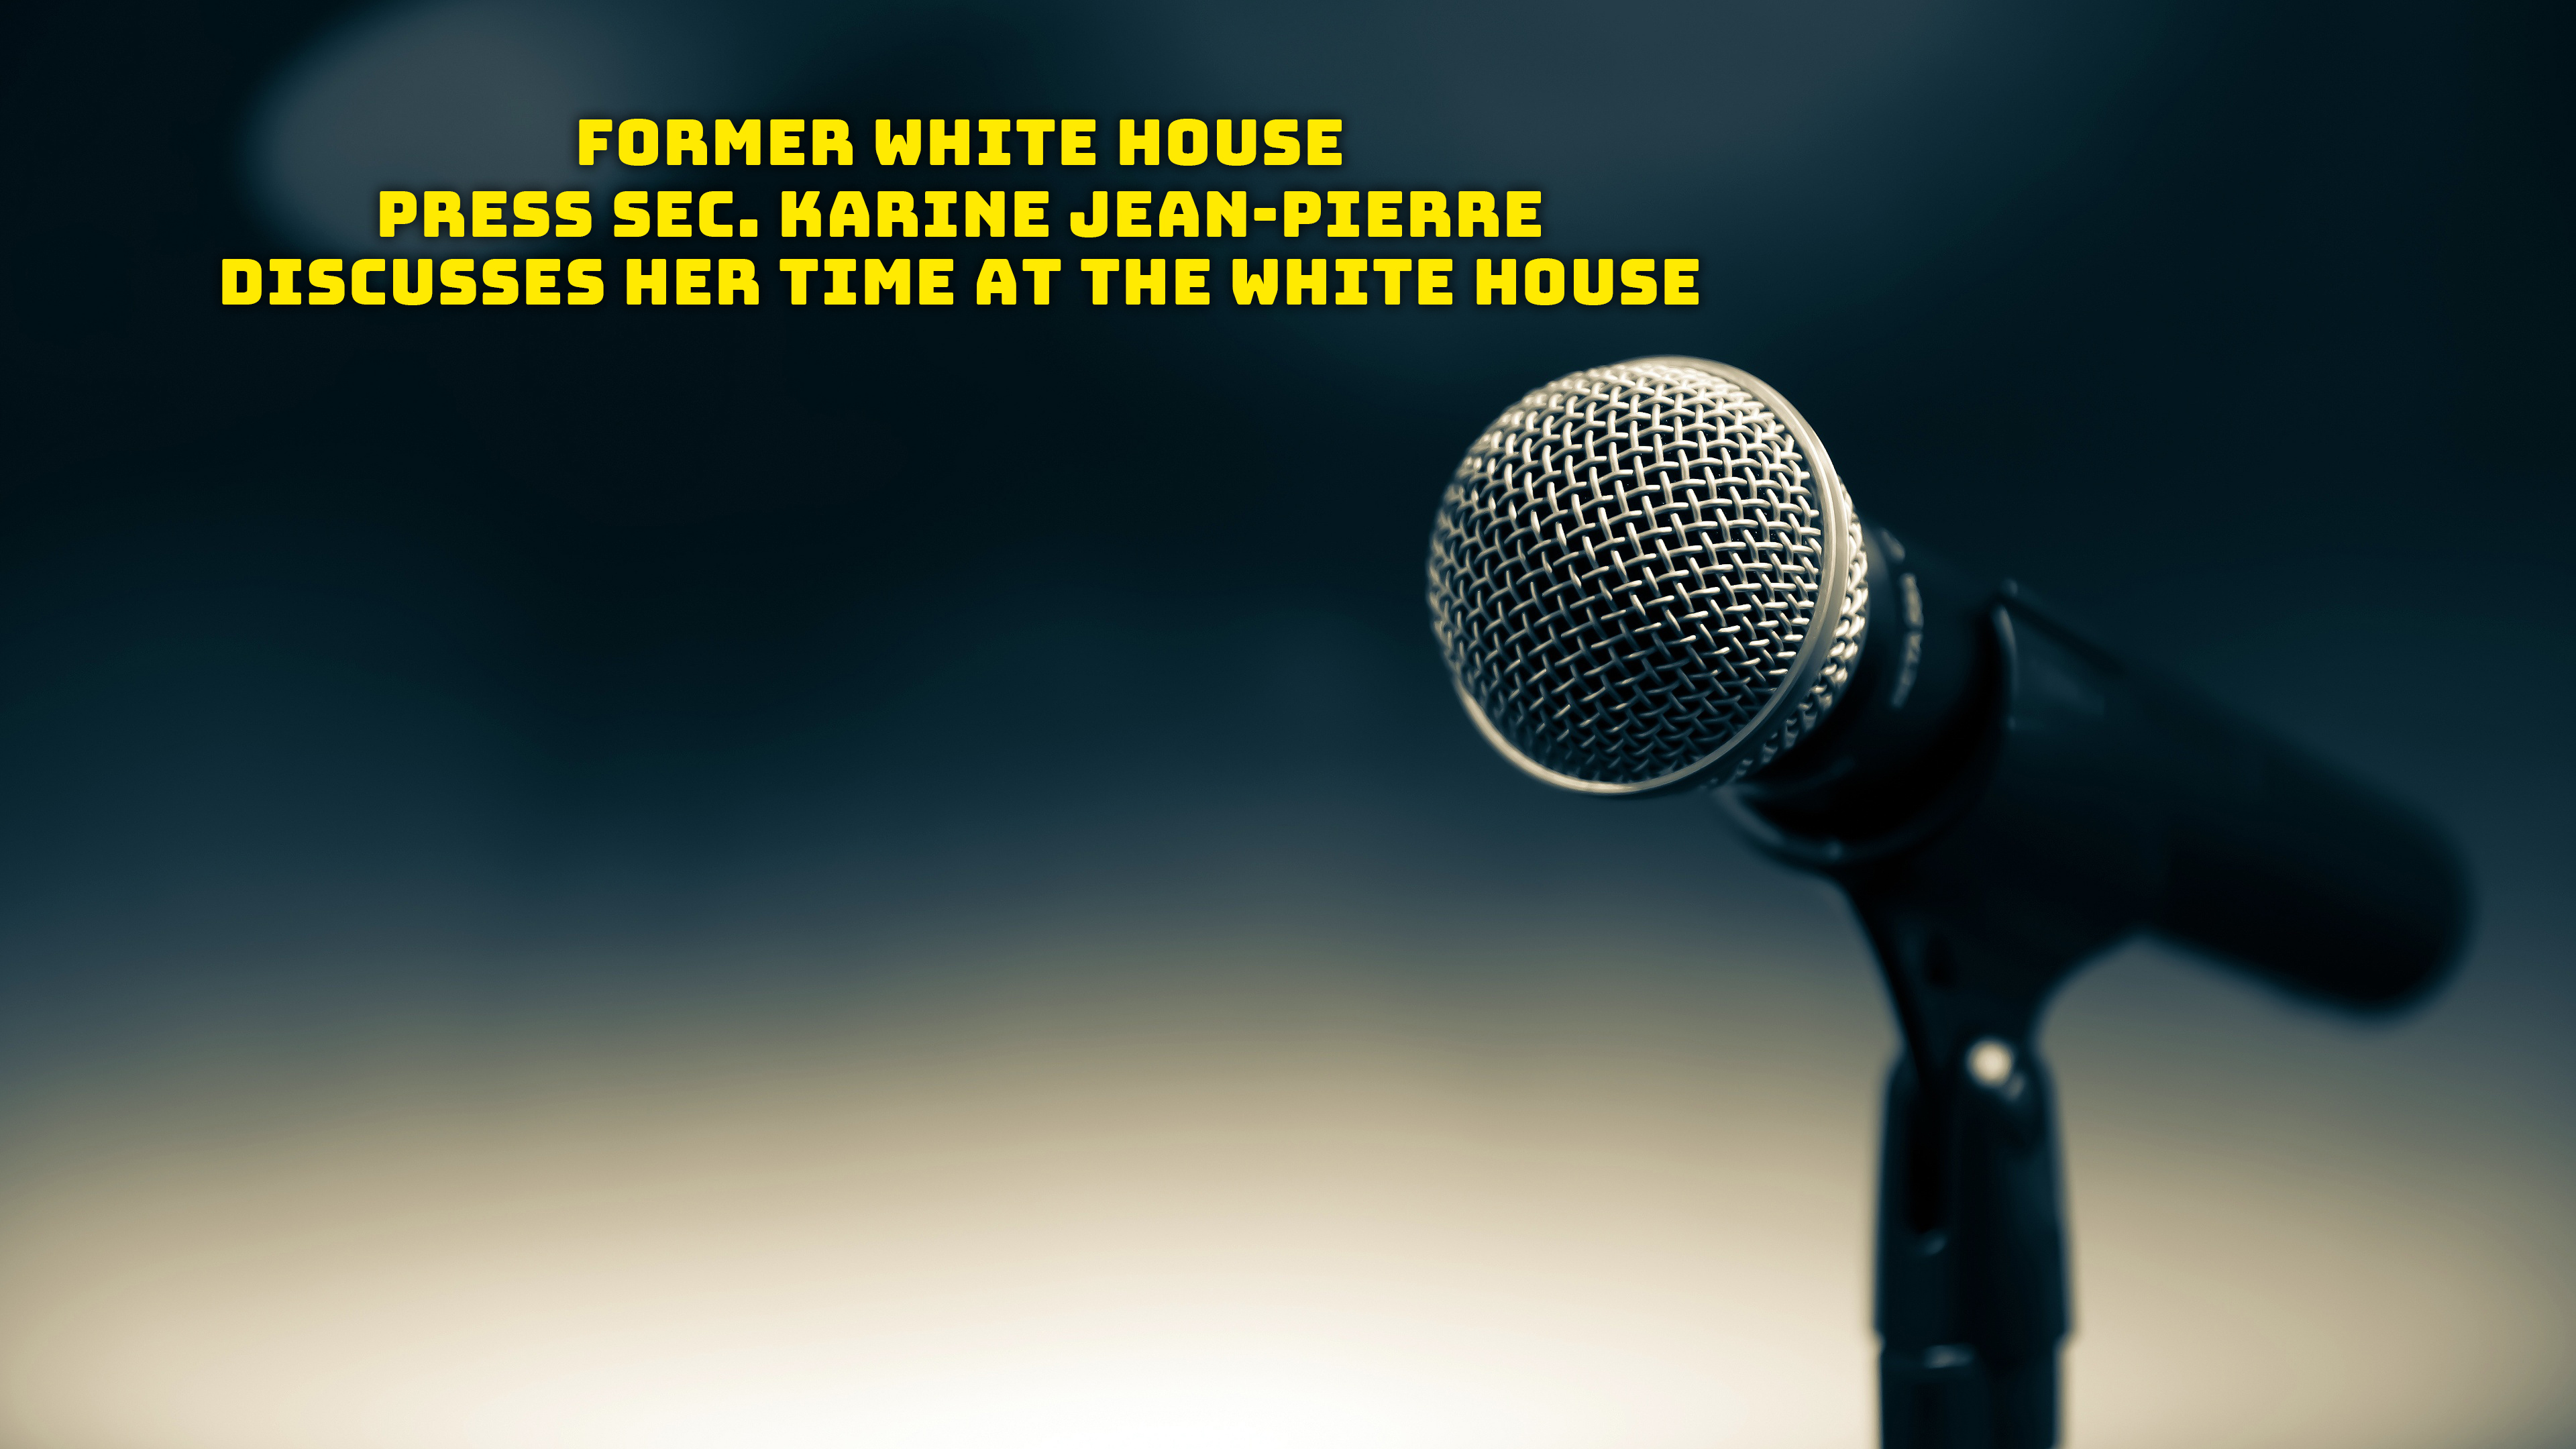 FORMER WHITE HOUSE
PRESS SEC. KARINE JEAN-PIERRE
DISCUSSES HER TIME AT THE WHITE HOUSE